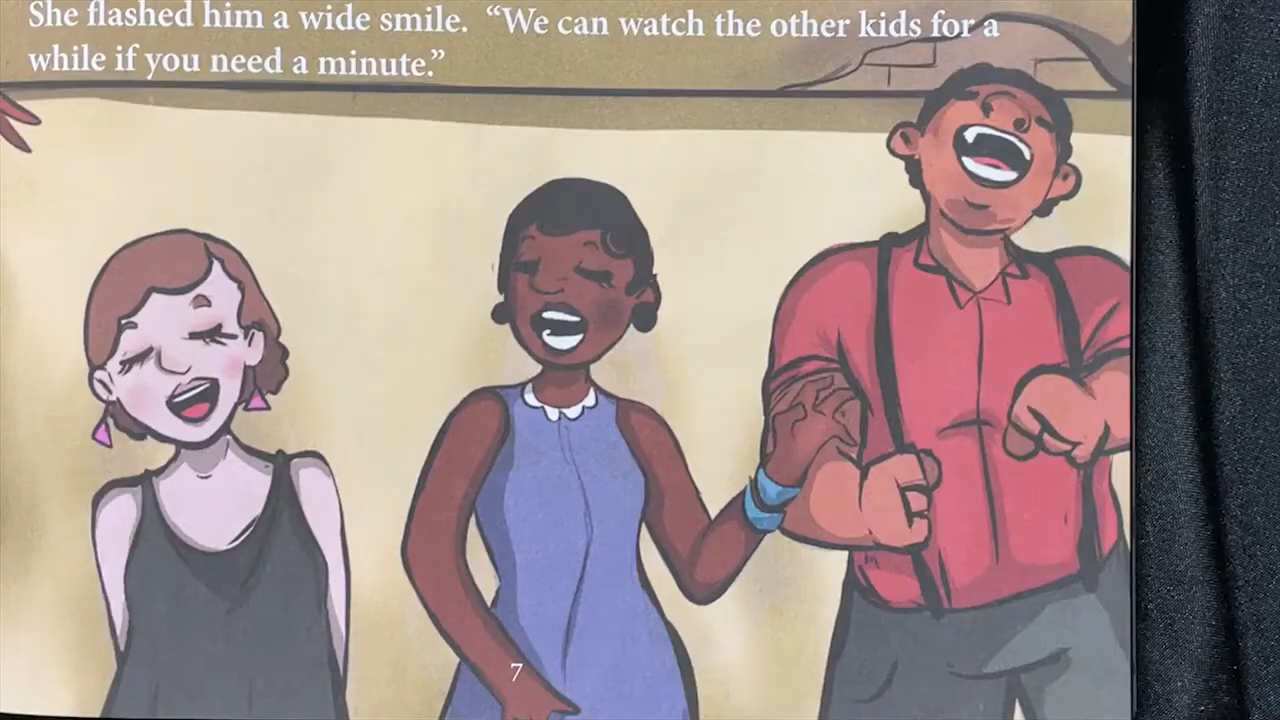 She flashed him a wide smile.  “We can watch the other kids for a
while if you need a minute.”
7